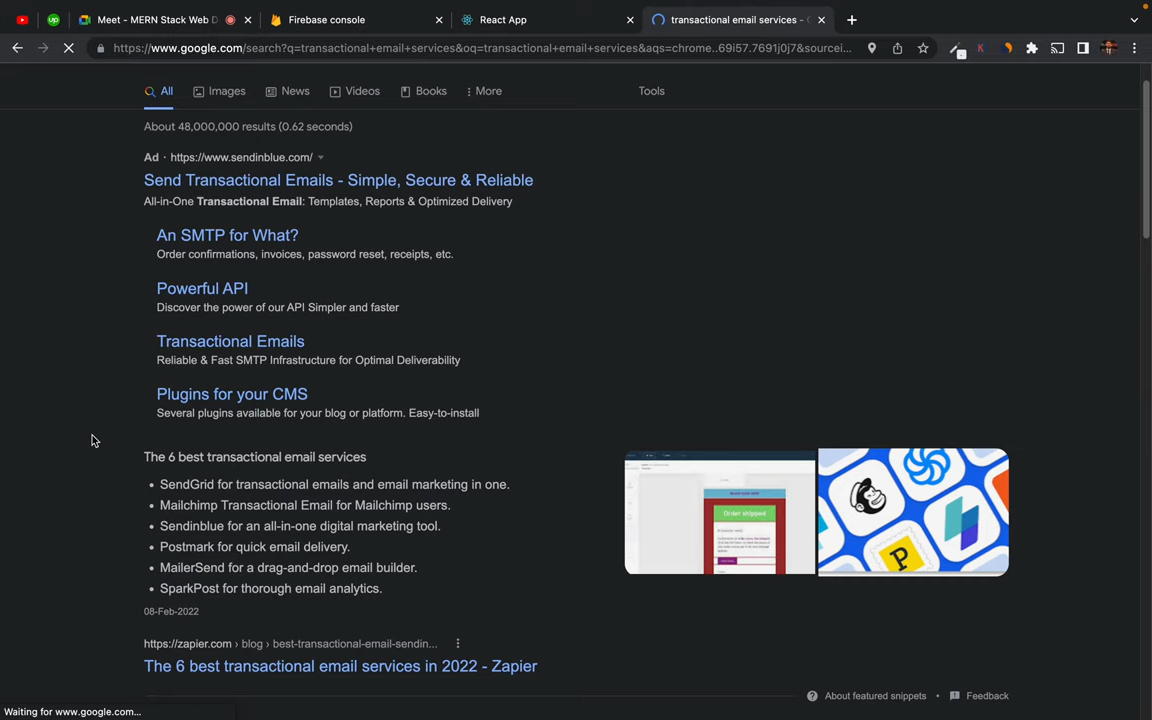 Meet - MERN Stack Web D
Firebase console
React App
transactional email services - G
https://www.google.com/search?q=transactional+email+services&oq=transactional+email+services&aqs=chrome..69i57.7691j0j7&sourcei...
All
Images
News
Videos
Books
More
Tools
About 48,000,000 results (0.62 seconds)
Ad · https://www.sendinblue.com/
Send Transactional Emails - Simple, Secure & Reliable
All-in-One Transactional Email: Templates, Reports & Optimized Delivery
An SMTP for What?
Order confirmations, invoices, password reset, receipts, etc.
Powerful API
Discover the power of our API Simpler and faster
Transactional Emails
Reliable & Fast SMTP Infrastructure for Optimal Deliverability
Plugins for your CMS
Several plugins available for your blog or platform. Easy-to-install
The 6 best transactional email services
• SendGrid for transactional emails and email marketing in one.
• Mailchimp Transactional Email for Mailchimp users.
• Sendinblue for an all-in-one digital marketing tool.
• Postmark for quick email delivery.
• MailerSend for a drag-and-drop email builder.
• SparkPost for thorough email analytics.
08-Feb-2022
Order shipped
P
https://zapier.com › blog › best-transactional-email-sendin...
The 6 best transactional email services in 2022 - Zapier
About featured snippets
•
Feedback
Waiting for www.google.com...